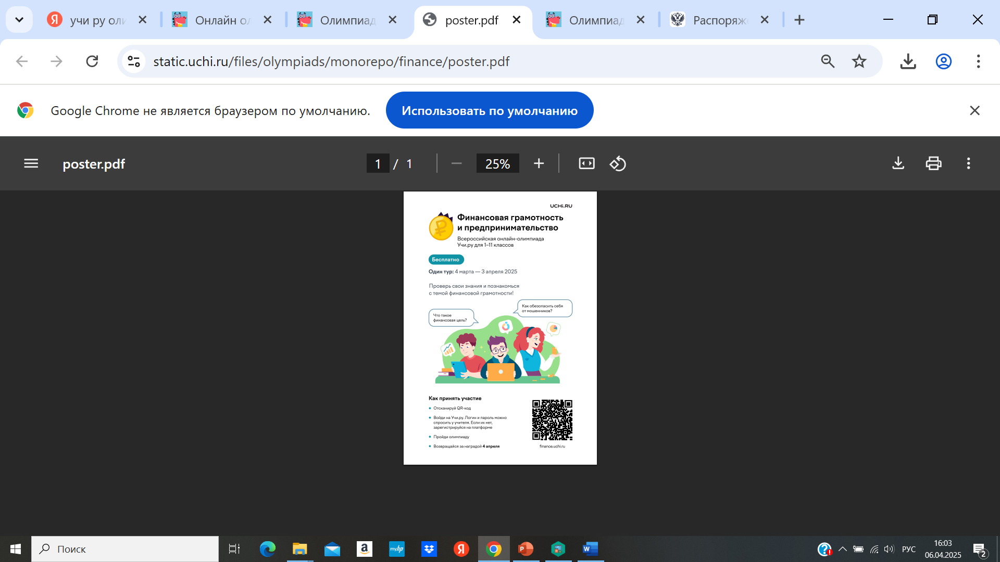 учи ру оли
Онлайн ол
Олимпиад
poster.pdf
Олимпиад
Распоряже
static.uchi.ru/files/olympiads/monorepo/finance/poster.pdf
Google Chrome не является браузером по умолчанию.
Использовать по умолчанию
poster.pdf
1 / 1
25%
UCHi.RU
Финансовая грамотность
и предпринимательство
Всероссийская онлайн-олимпиада
Учи.ру для 1–11 классов
Бесплатно
Один тур: 4 марта — 3 апреля 2025
Проверь свои знания и познакомься
с темой финансовой грамотности!
Как обезопасить себя
от мошенников?
Что такое
финансовая цель?
Как принять участие
Отсканируй QR-код
Войди на Учи.ру. Логин и пароль можно
спросить у учителя. Если их нет,
зарегистрируйся на платформе
Пройди олимпиаду
Возвращайся за наградой 4 апреля
finance.uchi.ru
Поиск
РУС
16:03
06.04.2025
2